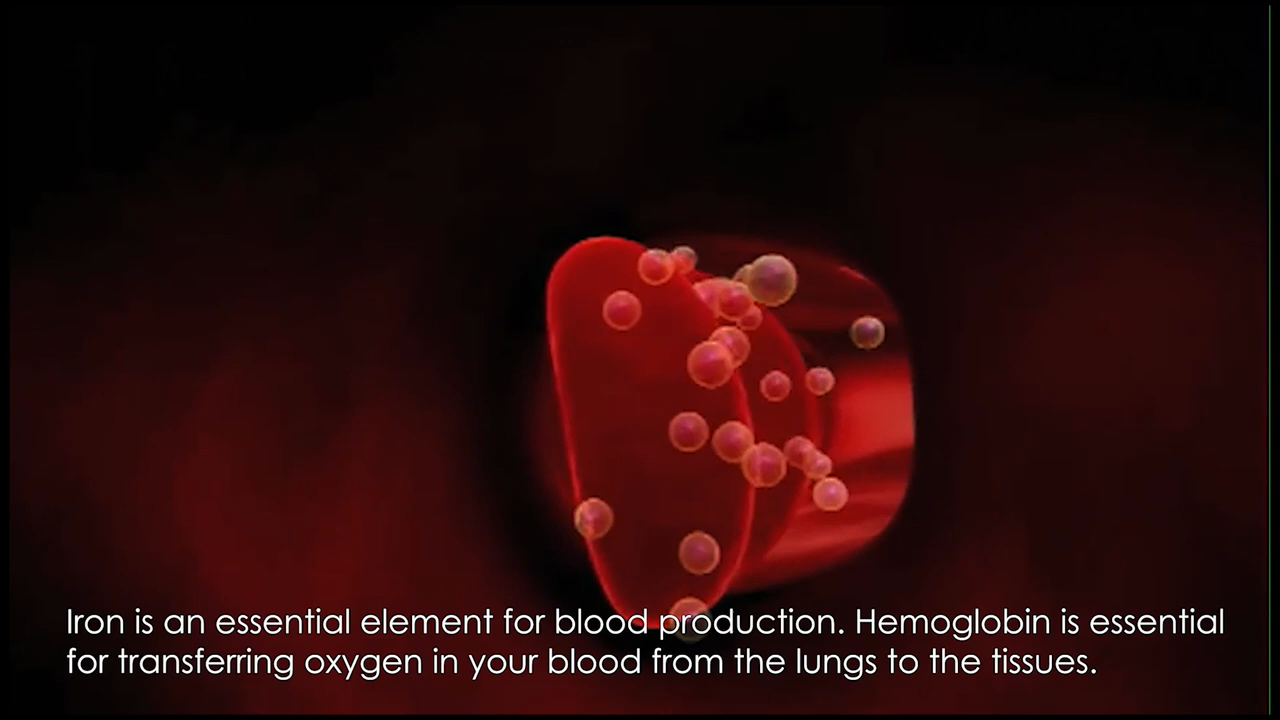 Iron is an essential element for blood production. Hemoglobin is essential
for transferring oxygen in your blood from the lungs to the tissues.